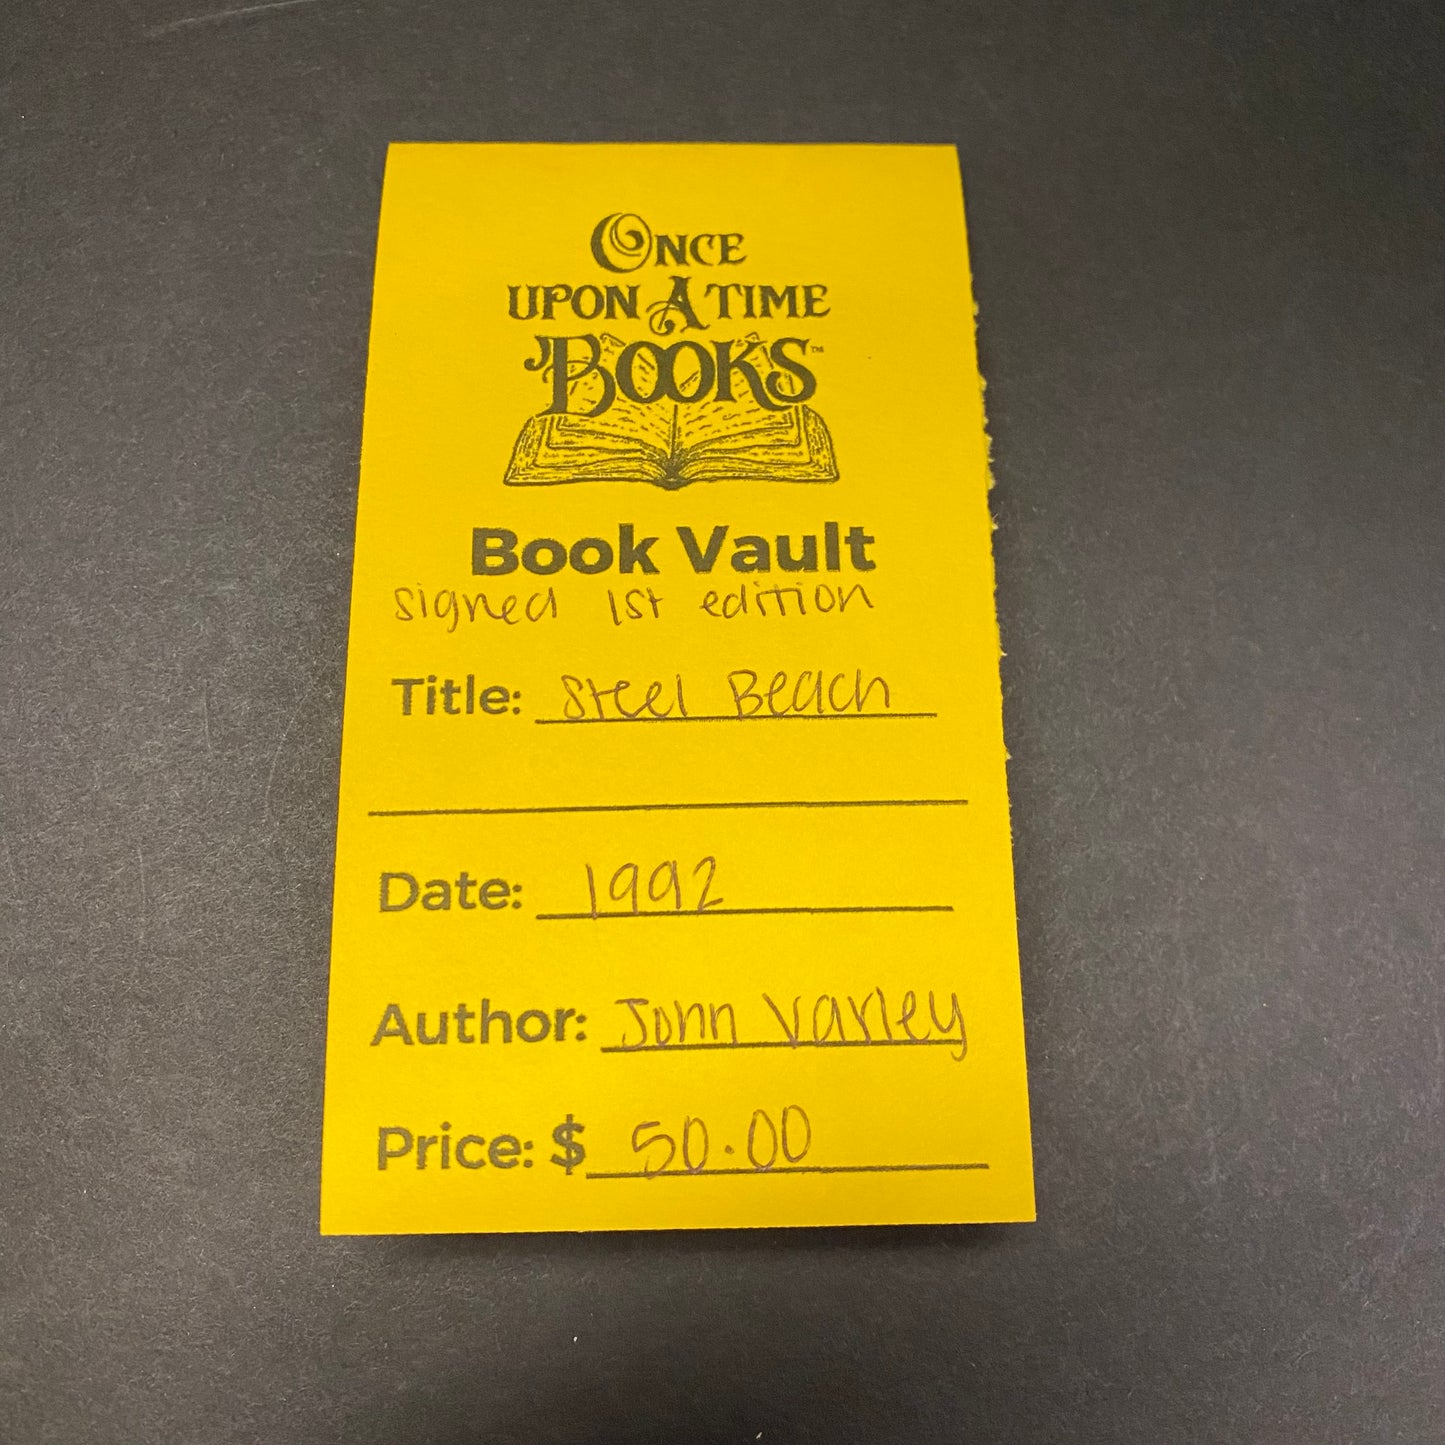 ONCE
UPON A TIME
BOOKS™
Book Vault
signed 1st edition
Title: Steel Beach
Date: 1992
Author: John Varley
Price: $ 50.00